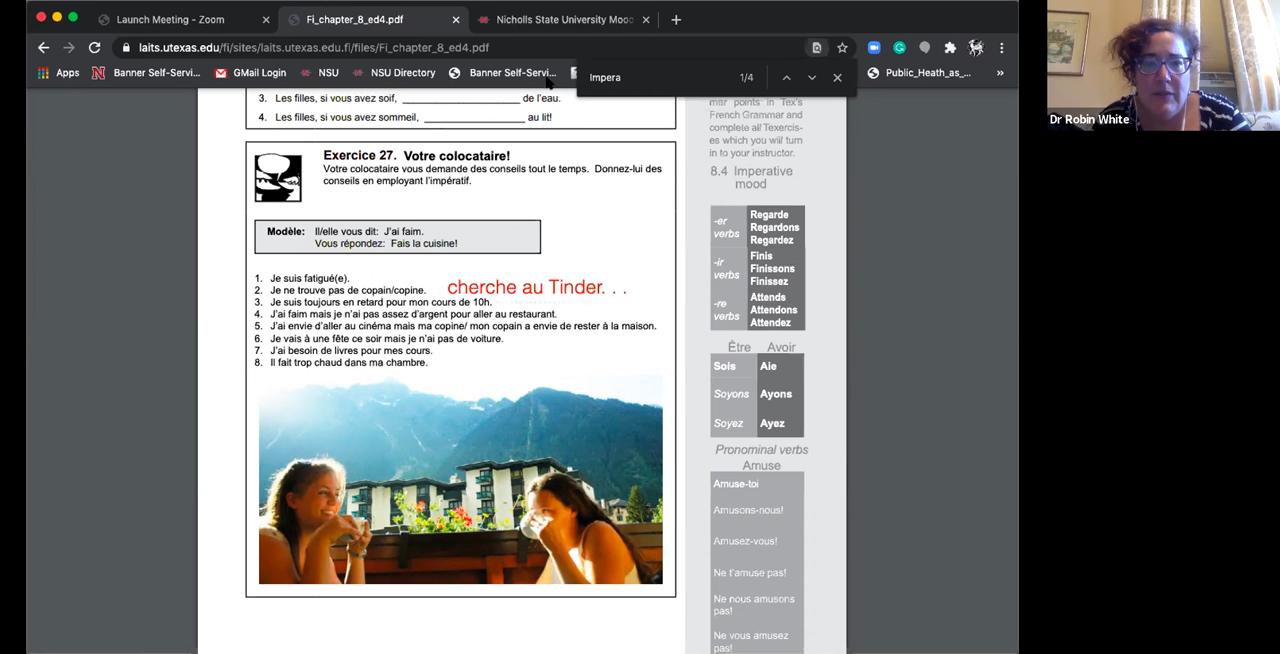 Launch Meeting - Zoom
Fi_chapter_8_ed4.pdf
Nicholls State University Moo
laits.utexas.edu/fi/sites/laits.utexas.edu.fi/files/Fi_chapter_8_ed4.pdf
Apps
Banner Self-Servi...
GMail Login
NSU
NSU Directory
Banner Self-Servi...
Public_Heath_as_...
Impera
1/4
Dr Robin White
3. Les filles, si vous avez soif, ____________________ de l'eau.
4. Les filles, si vous avez sommeil, _________________ au lit!
Exercice 27. Votre colocataire!
Votre colocataire vous demande des conseils tout le temps. Donnez-lui des
conseils en employant l'impératif.
Modèle: Il/elle vous dit: J'ai faim.
Vous répondez: Fais la cuisine!
1. Je suis fatigué(e).
2. Je ne trouve pas de copain/copine.
cherche au Tinder. . .
3. Je suis toujours en retard pour mon cours de 10h.
4. J'ai faim mais je n'ai pas assez d'argent pour aller au restaurant.
5. J'ai envie d'aller au cinéma mais ma copine/ mon copain a envie de rester à la maison.
6. Je vais à une fête ce soir mais je n'ai pas de voiture.
7. J'ai besoin de livres pour mes cours.
8. Il fait trop chaud dans ma chambre.
mar points in Tex's
French Grammar and
complete all Texercis-
es which you will turn
in to your instructor.
8.4 Imperative
mood
-er
verbs
Regarde
Regardons
Regardez
-ir
verbs
Finis
Finissons
Finissez
-re
verbs
Attends
Attendons
Attendez
Être Avoir
Sois Aie
Soyons Ayons
Soyez Ayez
Pronominal verbs
Amuse
Amuse-toi
Amusons-nous!
Amusez-vous!
Ne t'amuse pas!
Ne nous amusons
pas!
Ne vous amusez
pas!